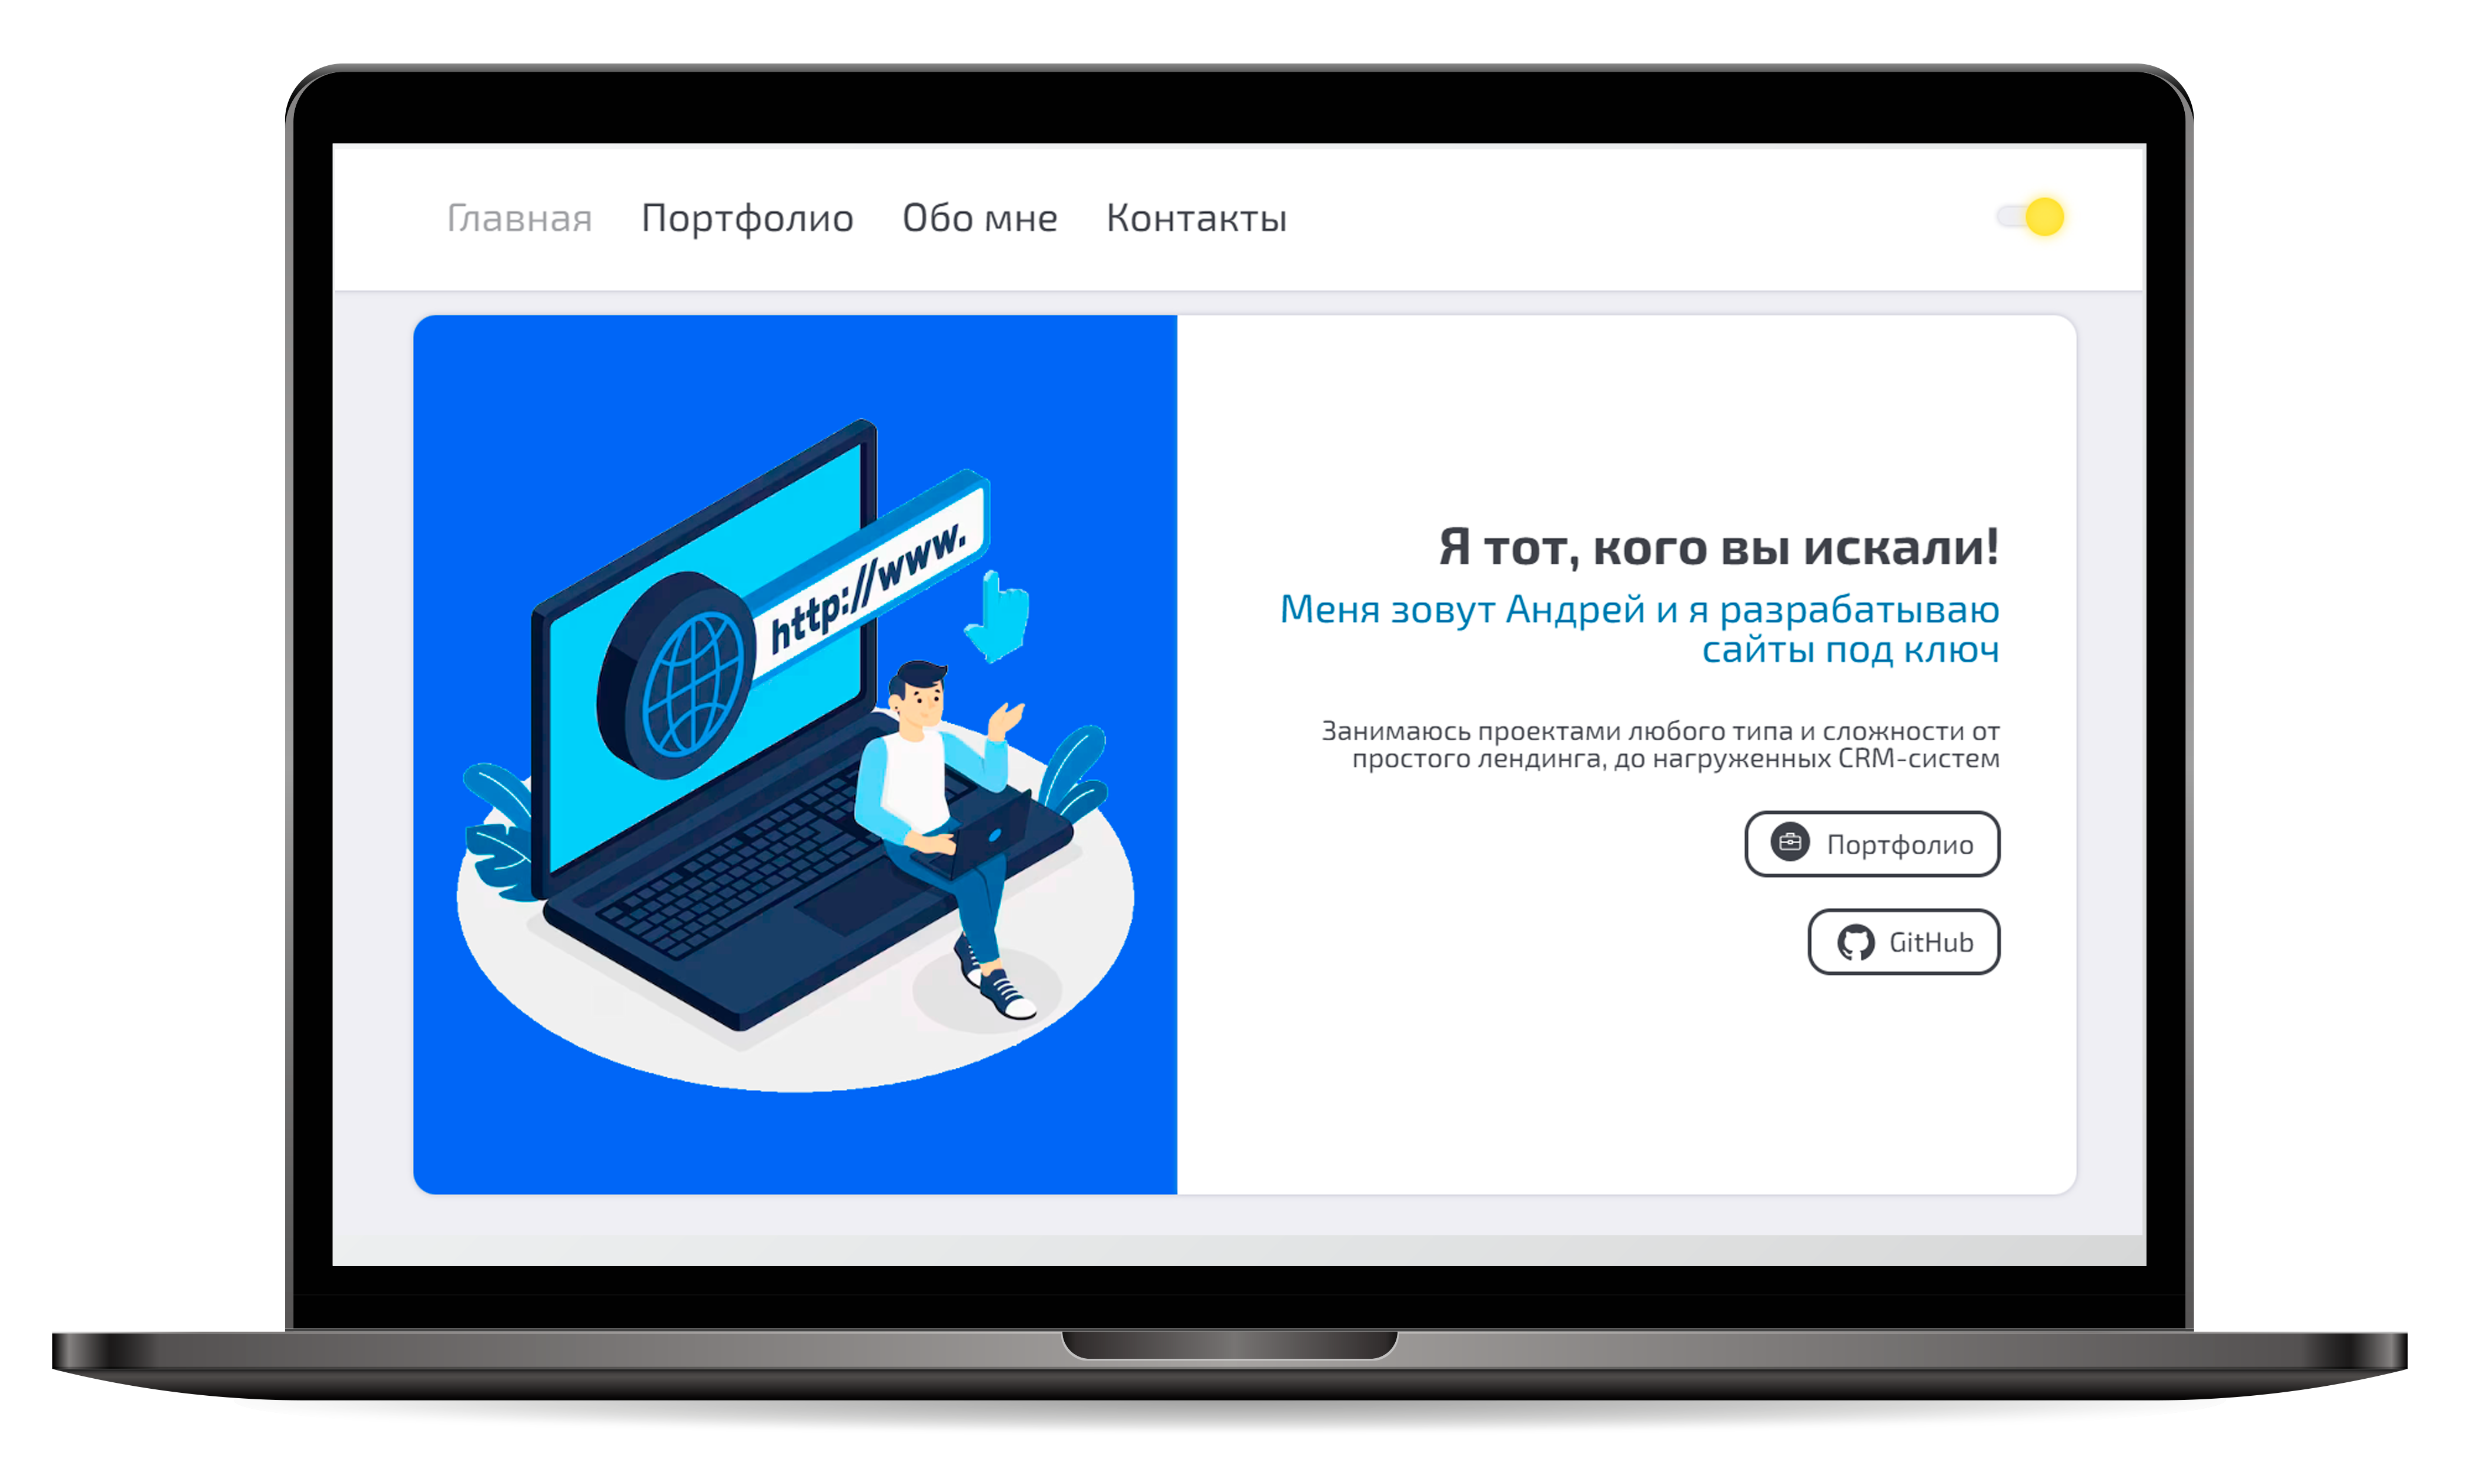 Главная Портфолио Обо мне Контакты
http://www.
Я тот, кого вы искали!
Меня зовут Андрей и я разрабатываю
сайты под ключ
Занимаюсь проектами любого типа и сложности от
простого лендинга, до нагруженных CRM-систем
Портфолио
GitHub